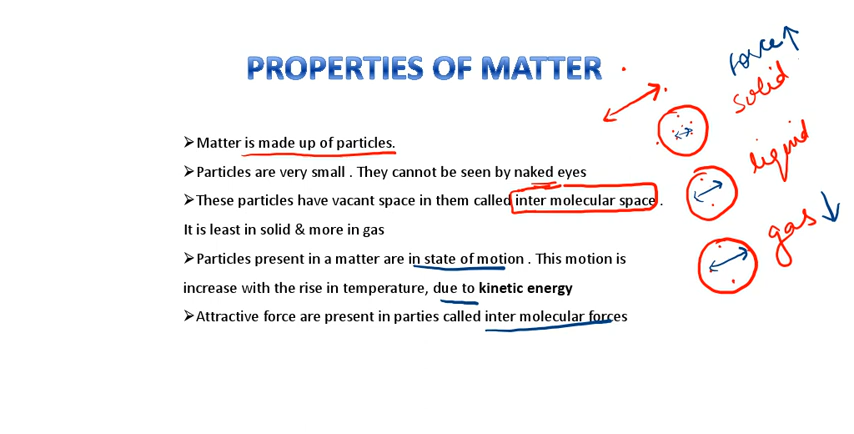 PROPERTIES OF MATTER
force↑
solid
➢Matter is made up of particles.
liquid
➢Particles are very small . They cannot be seen by naked eyes
➢These particles have vacant space in them called inter molecular space .
gas↓
It is least in solid & more in gas
➢Particles present in a matter are in state of motion . This motion is
increase with the rise in temperature, due to kinetic energy
➢Attractive force are present in parties called inter molecular forces